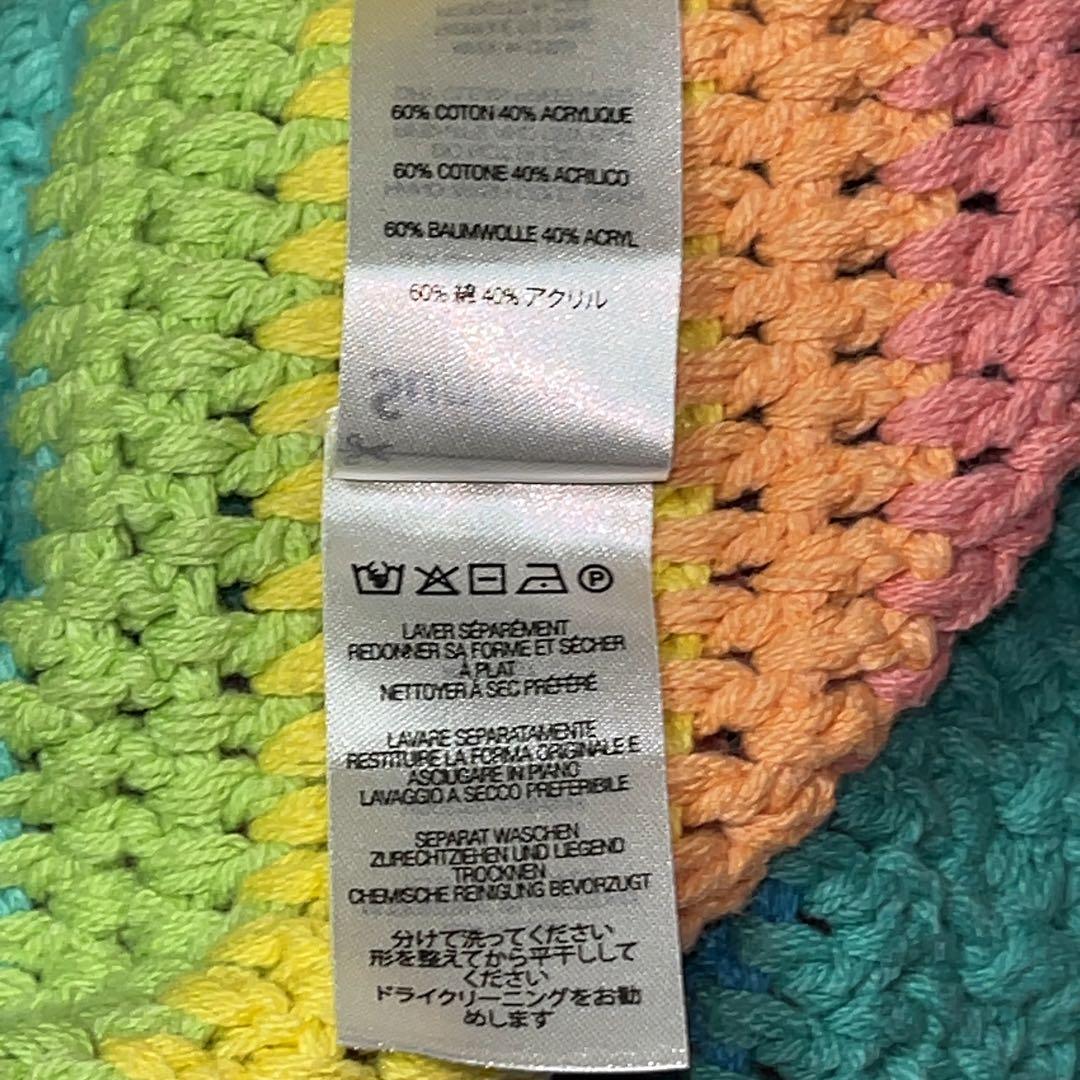 60% COTON 40% ACRYLIQUE
60% COTONE 40% ACRILICO
60% BAUMWOLLE 40% ACRYL
60% 綿 40% アクリル
P
LAVER SÉPARÉMENT
REDONNER SA FORME ET SÉCHER
À PLAT
NETTOYER À SEC PRÉFÉRÉ
LAVARE SEPARATAMENTE
RESTITUIRE LA FORMA ORIGINALE E
ASCIUGARE IN PIANO
LAVAGGIO A SECCO PREFERIBILE
SEPARAT WASCHEN
ZURECHTZIEHEN UND LIEGEND
TROCKNEN
CHEMISCHE REINIGUNG BEVORZUGT
分けて洗ってください
形を整えてから平干しして
ください
ドライクリーニングをお勧
めします